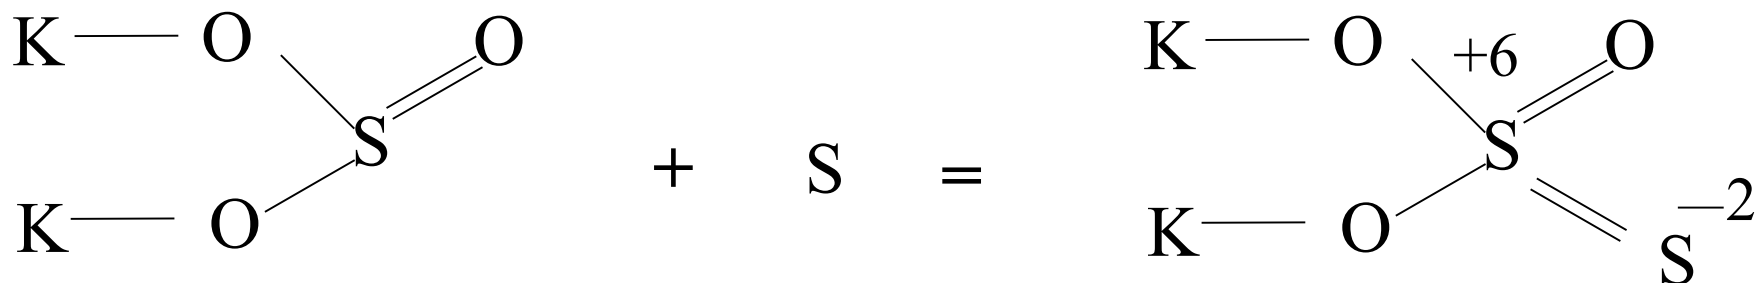 K O O K O +6 O
S + S = S
K O K O S −2